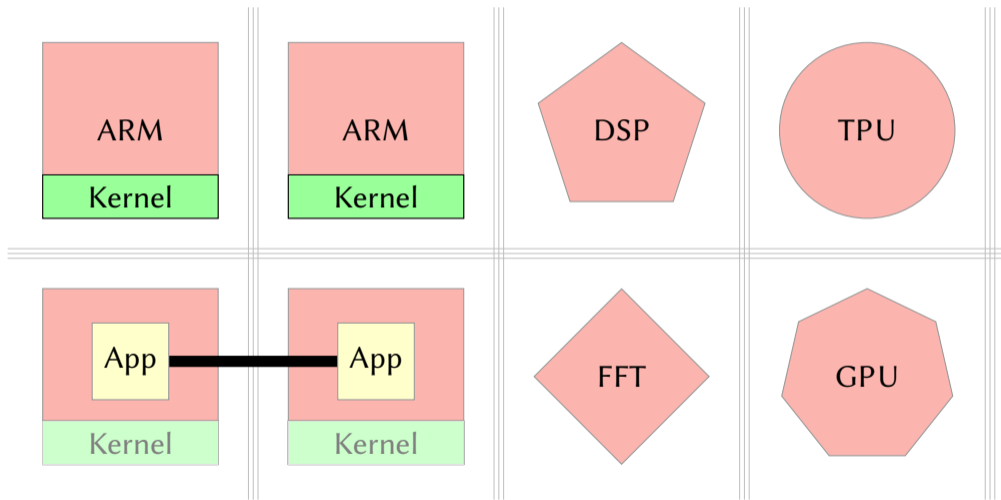 ARM
ARM
DSP
TPU
Kernel
Kernel
App
App
FFT
GPU
Kernel
Kernel